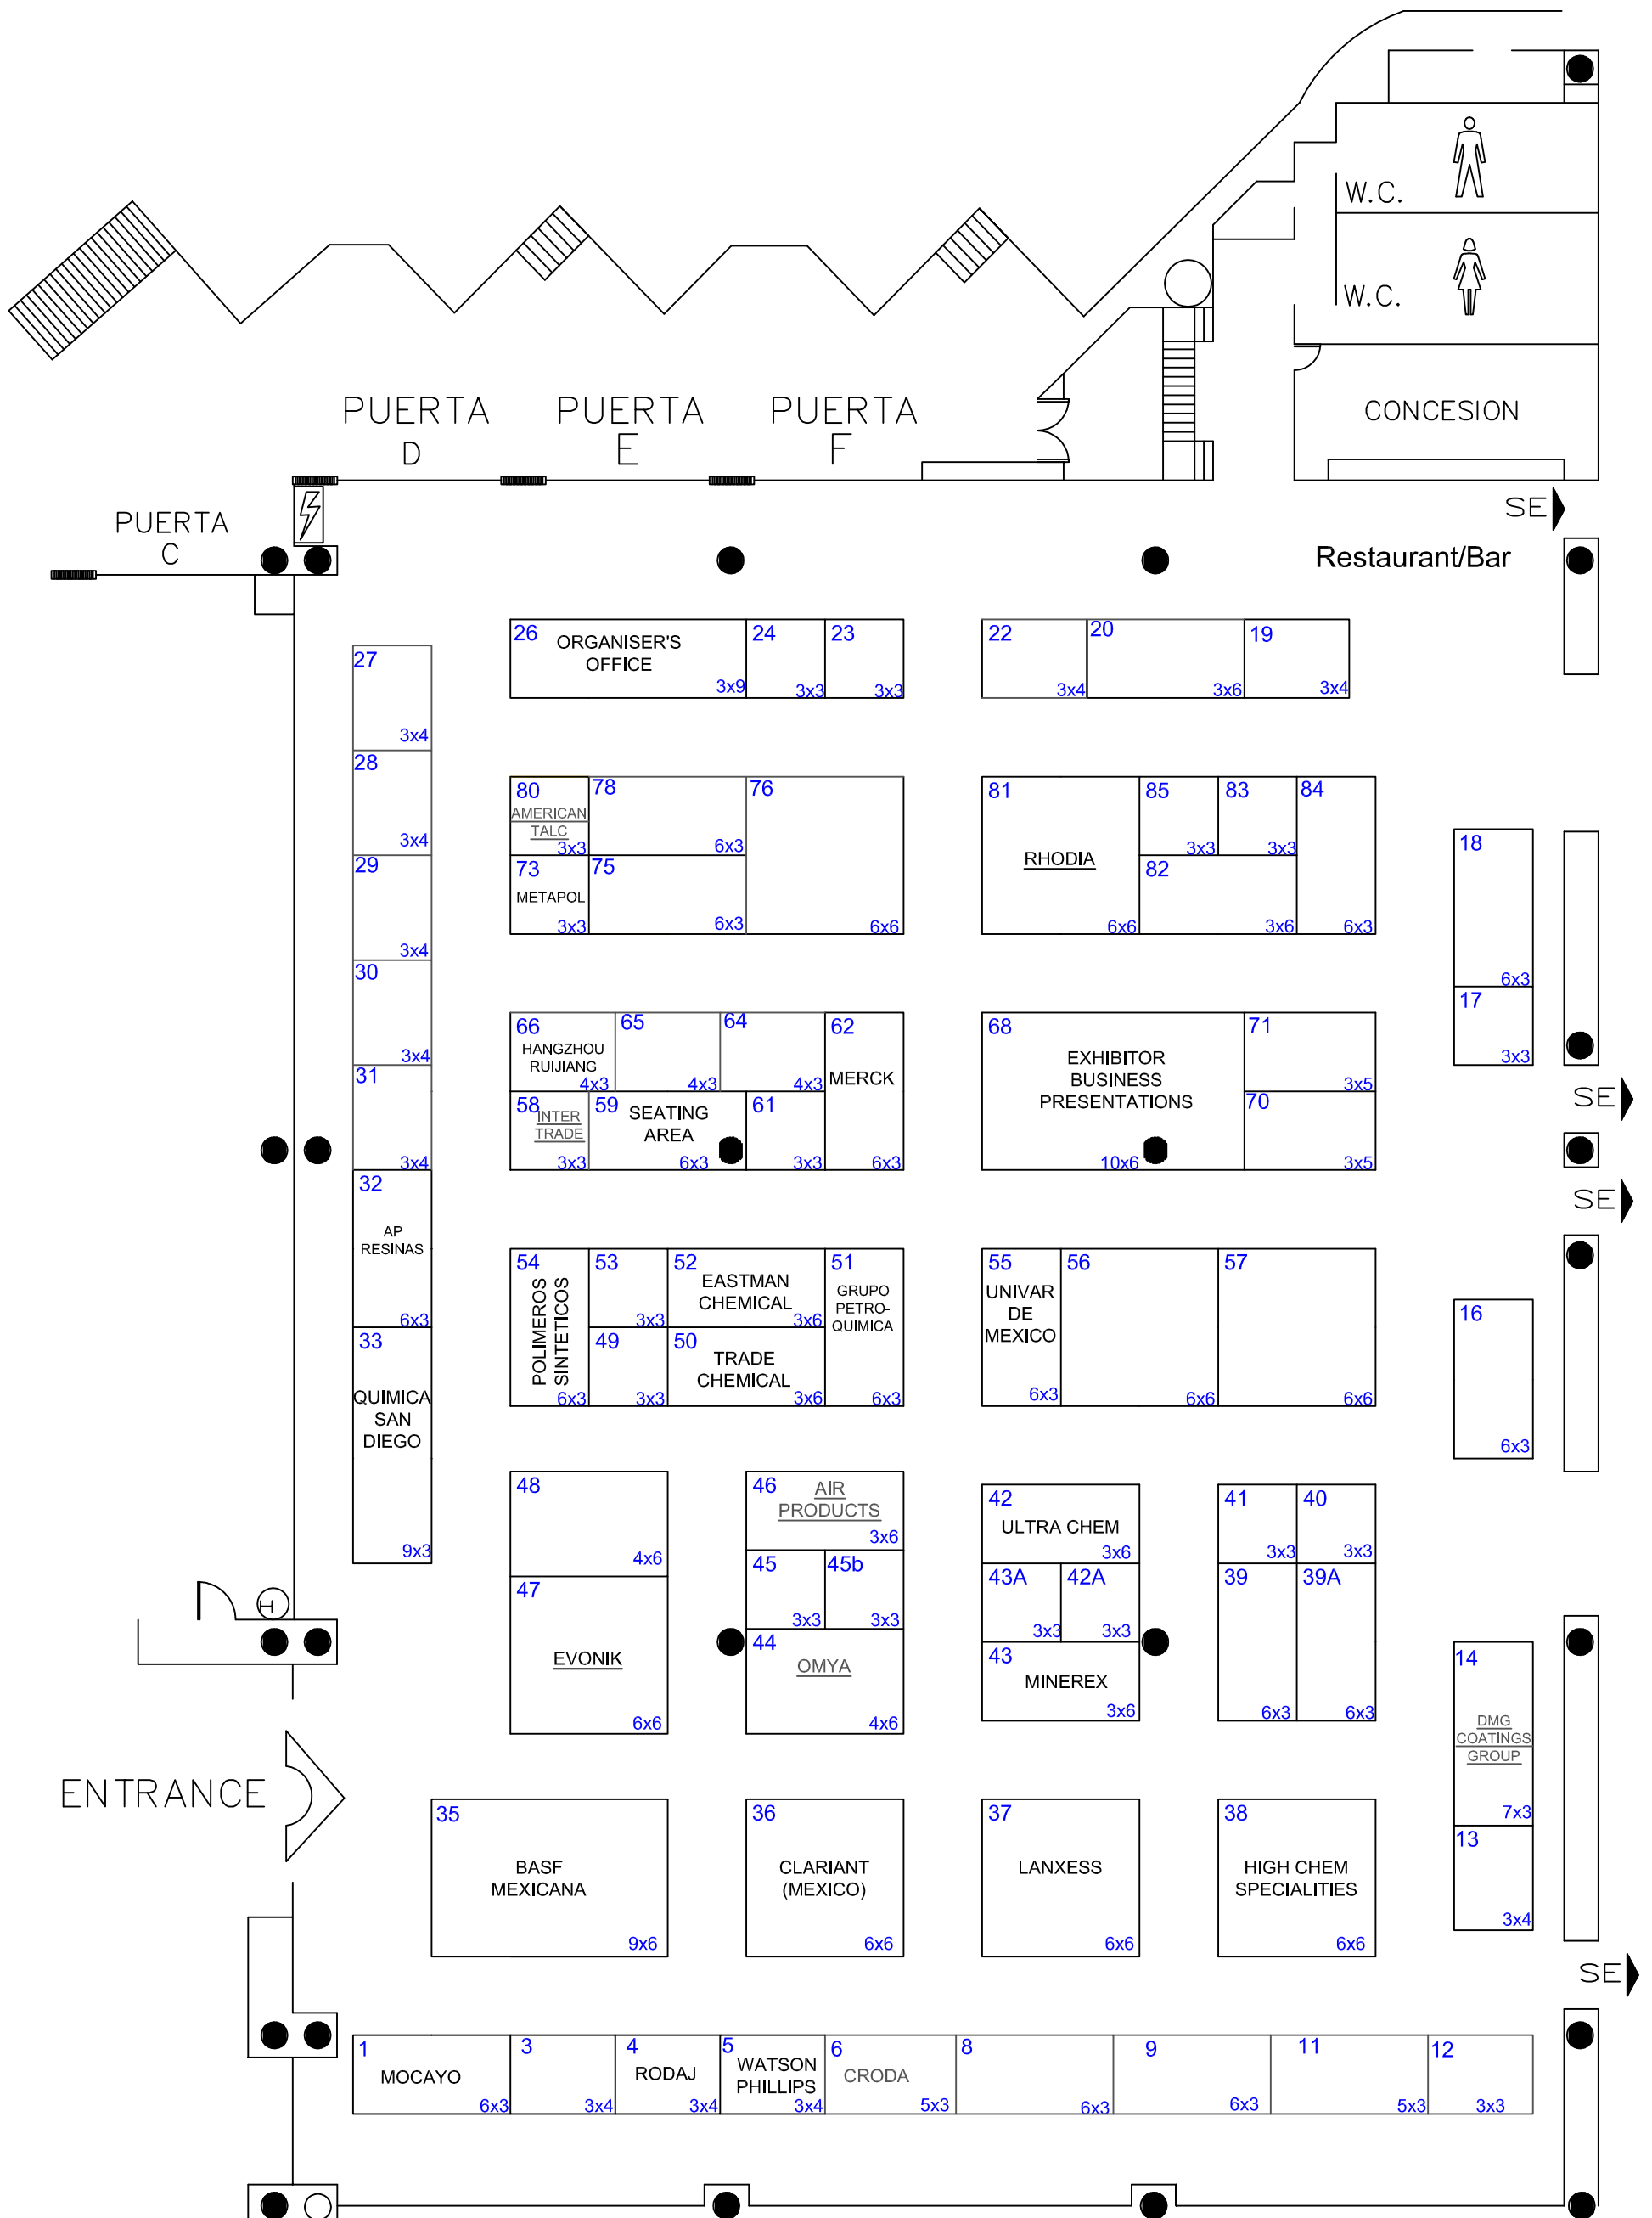 W.C.
W.C.
CONCESION
PUERTA
D
PUERTA
E
PUERTA
F
SE
PUERTA
C
Restaurant/Bar
26
ORGANISER'S
OFFICE
3x9
24
3x3
23
3x3
22
3x4
20
3x6
19
3x4
27
3x4
28
3x4
29
3x4
30
3x4
31
3x4
32
AP
RESINAS
6x3
33
QUIMICA
SAN
DIEGO
9x3
80
AMERICAN
TALC
3x3
78
6x3
76
6x6
73
METAPOL
3x3
75
6x3
81
RHODIA
6x6
85
3x3
83
3x3
84
6x3
82
3x6
18
6x3
17
3x3
66
HANGZHOU
RUIJIANG
4x3
65
4x3
64
4x3
62
MERCK
6x3
58
INTER
TRADE
3x3
59
SEATING
AREA
6x3
61
3x3
68
EXHIBITOR
BUSINESS
PRESENTATIONS
10x6
71
3x5
70
3x5
SE
SE
54
POLIMEROS
SINTETICOS
6x3
53
3x3
52
EASTMAN
CHEMICAL
3x6
51
GRUPO
PETRO-
QUIMICA
6x3
49
3x3
50
TRADE
CHEMICAL
3x6
55
UNIVAR
DE
MEXICO
6x3
56
6x6
57
6x6
16
6x3
48
4x6
47
EVONIK
6x6
46
AIR
PRODUCTS
3x6
45
3x3
45b
3x3
44
OMYA
4x6
42
ULTRA CHEM
3x6
43A
3x3
42A
3x3
43
MINEREX
3x6
41
3x3
40
3x3
39
6x3
39A
6x3
14
DMG
COATINGS
GROUP
7x3
13
3x4
H
ENTRANCE
35
BASF
MEXICANA
9x6
36
CLARIANT
(MEXICO)
6x6
37
LANXESS
6x6
38
HIGH CHEM
SPECIALITIES
6x6
SE
1
MOCAYO
6x3
3
3x4
4
RODAJ
3x4
5
WATSON
PHILLIPS
3x4
6
CRODA
5x3
8
6x3
9
6x3
11
5x3
12
3x3